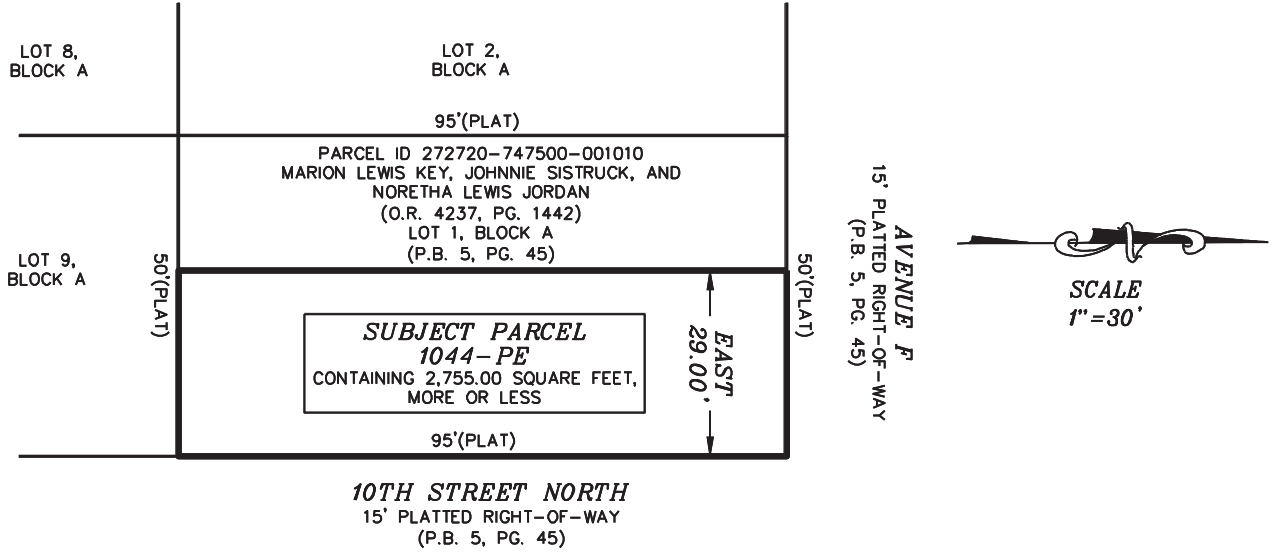 LOT 8,
BLOCK A
LOT 2,
BLOCK A
95'(PLAT)
PARCEL ID 272720-747500-001010
MARION LEWIS KEY, JOHNNIE SISTRUCK, AND
NORETHA LEWIS JORDAN
(O.R. 4237, PG. 1442)
LOT 1, BLOCK A
(P.B. 5, PG. 45)
LOT 9,
BLOCK A
50'(PLAT)
50'(PLAT)
SUBJECT PARCEL
1044-PE
CONTAINING 2,755.00 SQUARE FEET,
MORE OR LESS
EAST
29.00'
95'(PLAT)
10TH STREET NORTH
15' PLATTED RIGHT-OF-WAY
(P.B. 5, PG. 45)
AVENUE F
15' PLATTED RIGHT-OF-WAY
(P.B. 5, PG. 45)
SCALE
1"=30'